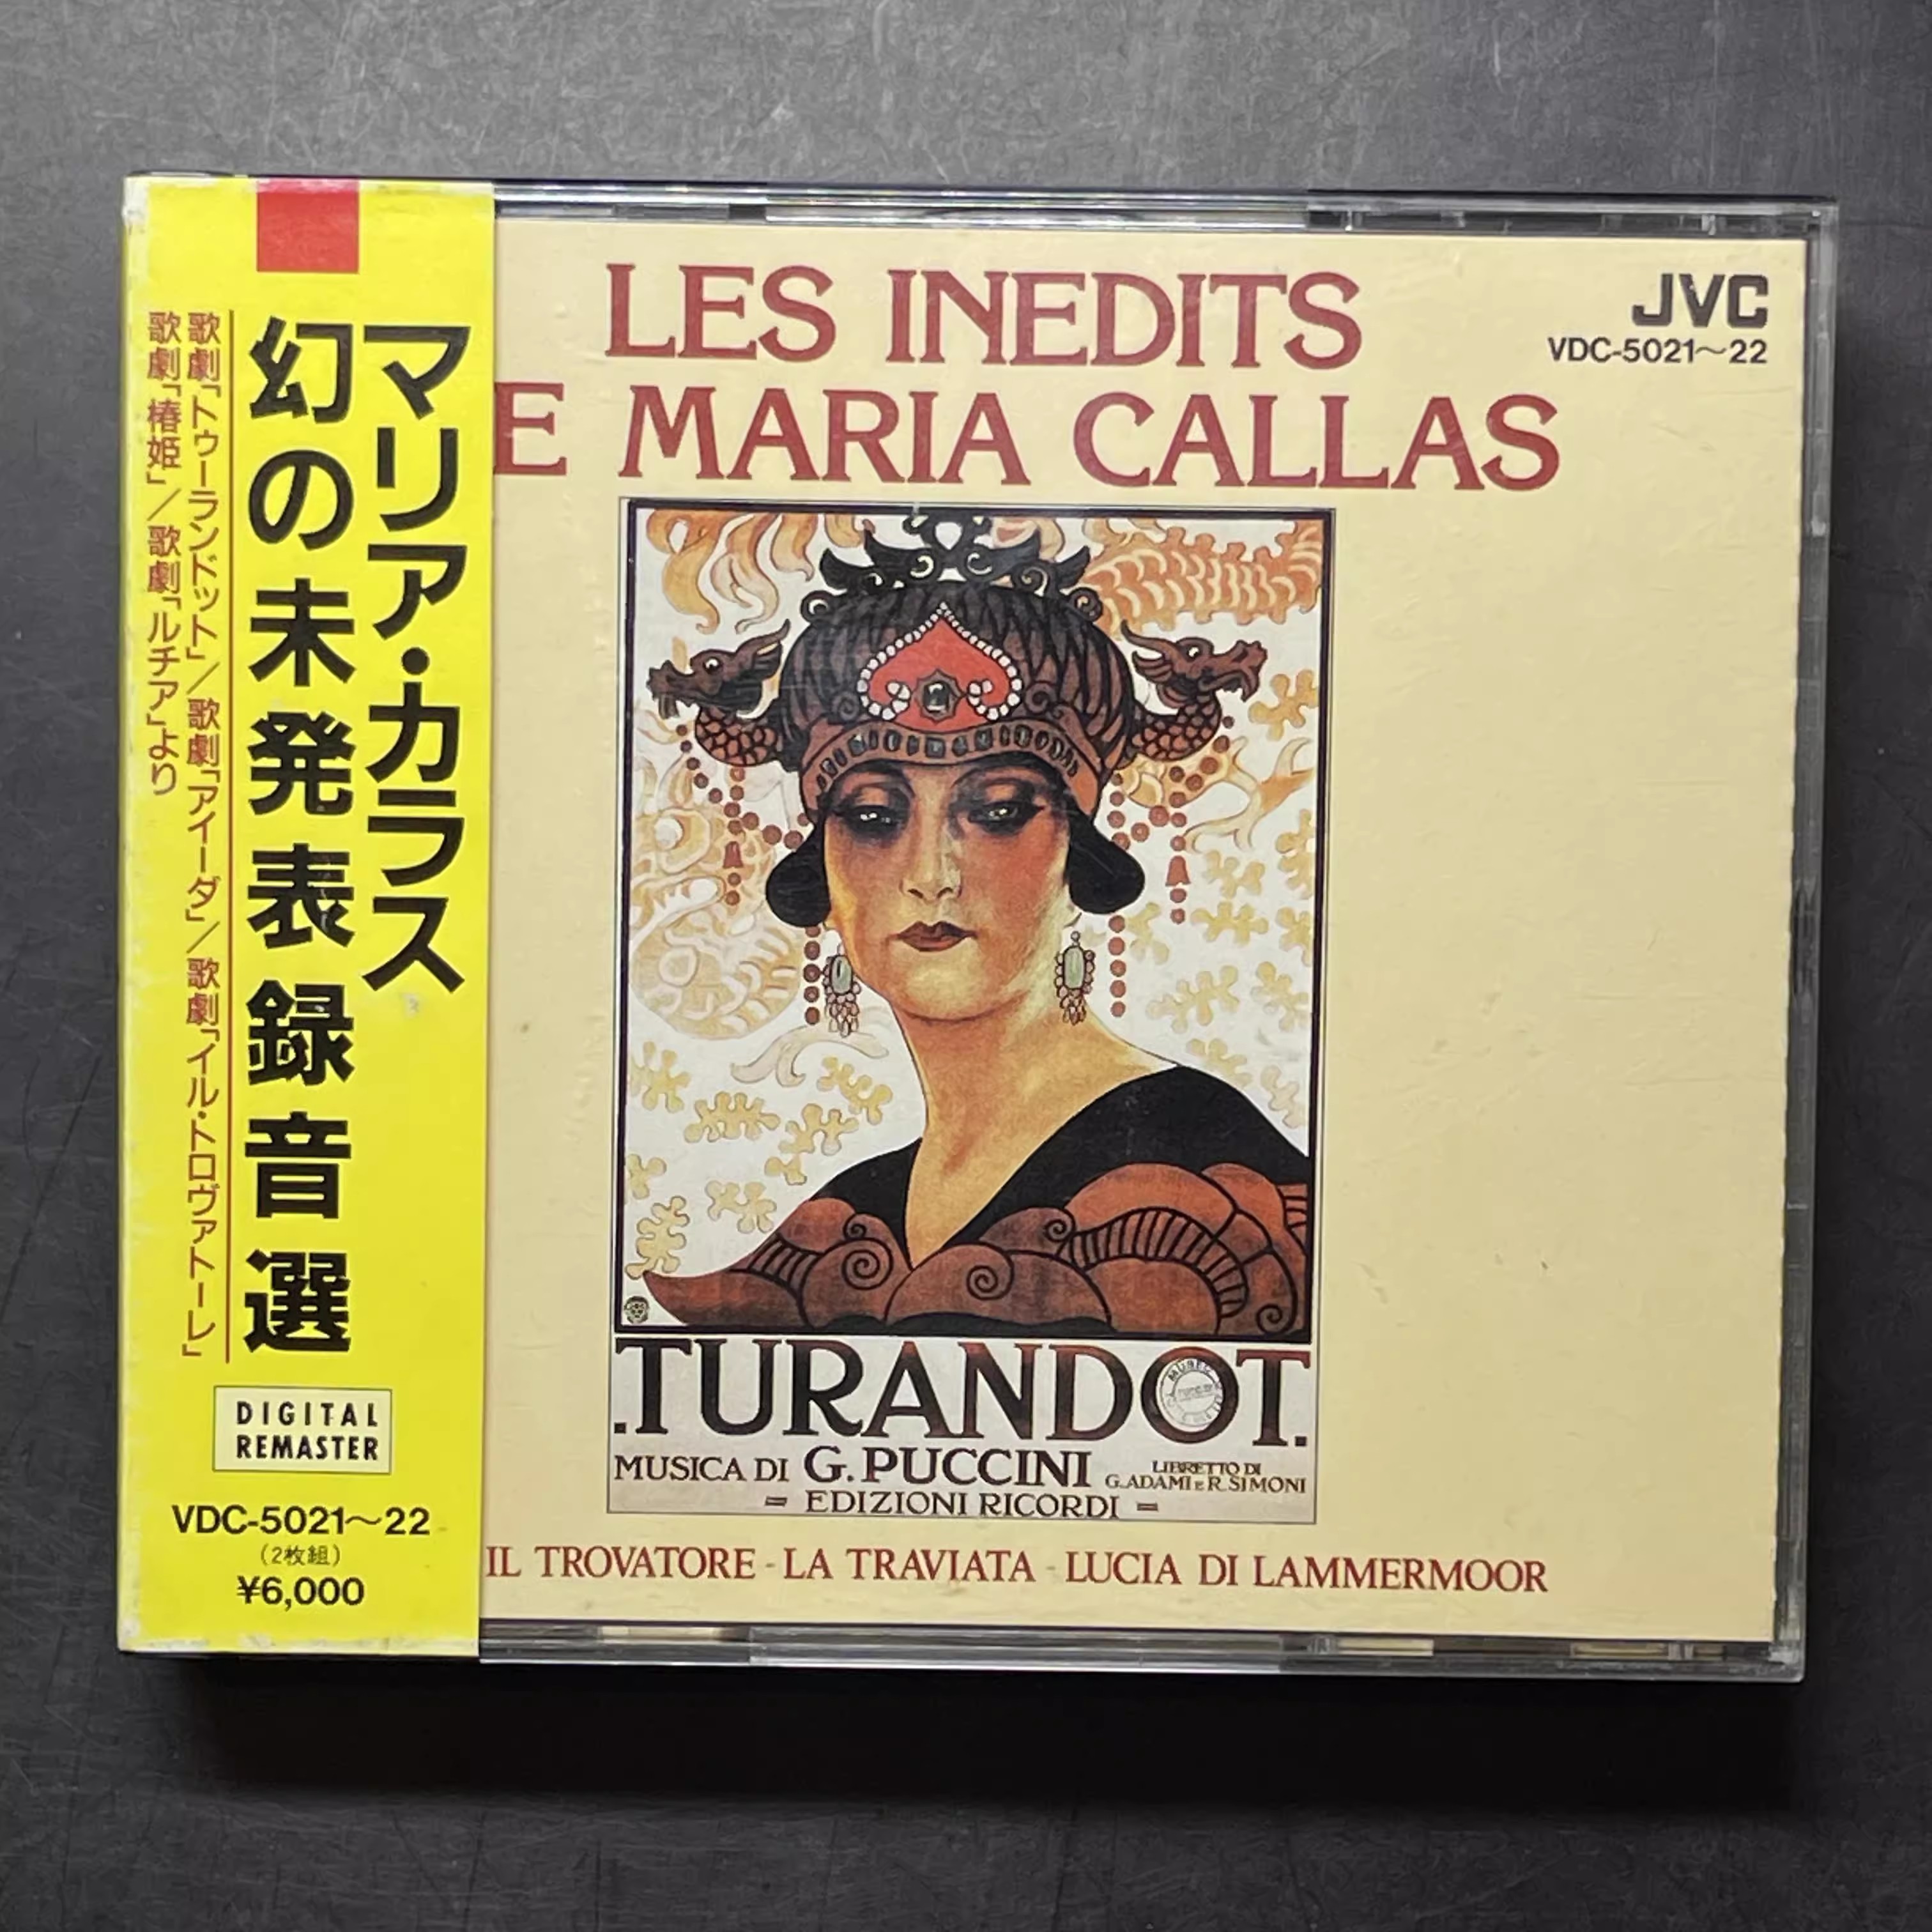 マリア・カラス
幻の未発表録音選
歌劇「トゥーランドット」／歌劇「アイーダ」／歌劇「イル・トロヴァトーレ」
歌劇「椿姫」／歌劇「ルチア」より
DIGITAL
REMASTER
VDC-5021～22
(2枚組)
¥6,000
LES INEDITS
E MARIA CALLAS
JVC
VDC-5021～22
.TURANDOT.
MUSICA DI G. PUCCINI
LIBRETTO DI
G. ADAMI E R. SIMONI
= EDIZIONI RICORDI =
IL TROVATORE - LA TRAVIATA - LUCIA DI LAMMERMOOR